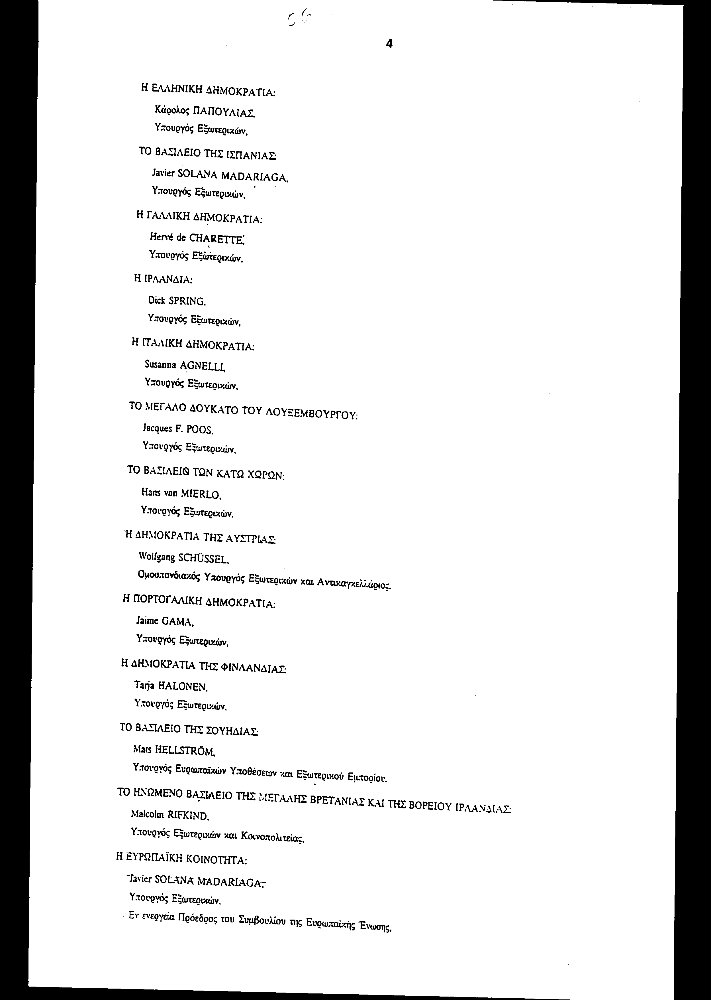 56
4
Η ΕΛΛΗΝΙΚΗ ΔΗΜΟΚΡΑΤΙΑ:
Κάρολος ΠΑΠΟΥΛΙΑΣ,
Υπουργός Εξωτερικών,
ΤΟ ΒΑΣΙΛΕΙΟ ΤΗΣ ΙΣΠΑΝΙΑΣ:
Javier SOLANA MADARIAGA,
Υπουργός Εξωτερικών,
Η ΓΑΛΛΙΚΗ ΔΗΜΟΚΡΑΤΙΑ:
Hervé de CHARETTE,
Υπουργός Εξωτερικών,
Η ΙΡΛΑΝΔΙΑ:
Dick SPRING,
Υπουργός Εξωτερικών,
Η ΙΤΑΛΙΚΗ ΔΗΜΟΚΡΑΤΙΑ:
Susanna AGNELLI,
Υπουργός Εξωτερικών,
ΤΟ ΜΕΓΑΛΟ ΔΟΥΚΑΤΟ ΤΟΥ ΛΟΥΞΕΜΒΟΥΡΓΟΥ:
Jacques F. POOS,
Υπουργός Εξωτερικών,
ΤΟ ΒΑΣΙΛΕΙΟ ΤΩΝ ΚΑΤΩ ΧΩΡΩΝ:
Hans van MIERLO,
Υπουργός Εξωτερικών,
Η ΔΗΜΟΚΡΑΤΙΑ ΤΗΣ ΑΥΣΤΡΙΑΣ:
Wolfgang SCHÜSSEL,
Ομοσπονδιακός Υπουργός Εξωτερικών και Αντικαγκελλάριος,
Η ΠΟΡΤΟΓΑΛΙΚΗ ΔΗΜΟΚΡΑΤΙΑ:
Jaime GAMA,
Υπουργός Εξωτερικών,
Η ΔΗΜΟΚΡΑΤΙΑ ΤΗΣ ΦΙΝΛΑΝΔΙΑΣ:
Tarja HALONEN,
Υπουργός Εξωτερικών,
ΤΟ ΒΑΣΙΛΕΙΟ ΤΗΣ ΣΟΥΗΔΙΑΣ:
Mats HELLSTRÖM,
Υπουργός Ευρωπαϊκών Υποθέσεων και Εξωτερικού Εμπορίου,
ΤΟ ΗΝΩΜΕΝΟ ΒΑΣΙΛΕΙΟ ΤΗΣ ΜΕΓΑΛΗΣ ΒΡΕΤΑΝΙΑΣ ΚΑΙ ΤΗΣ ΒΟΡΕΙΟΥ ΙΡΛΑΝΔΙΑΣ:
Malcolm RIFKIND,
Υπουργός Εξωτερικών και Κοινοπολιτείας,
Η ΕΥΡΩΠΑΪΚΗ ΚΟΙΝΟΤΗΤΑ:
Javier SOLANA MADARIAGA,
Υπουργός Εξωτερικών,
Εν ενεργεία Πρόεδρος του Συμβουλίου της Ευρωπαϊκής Ένωσης,